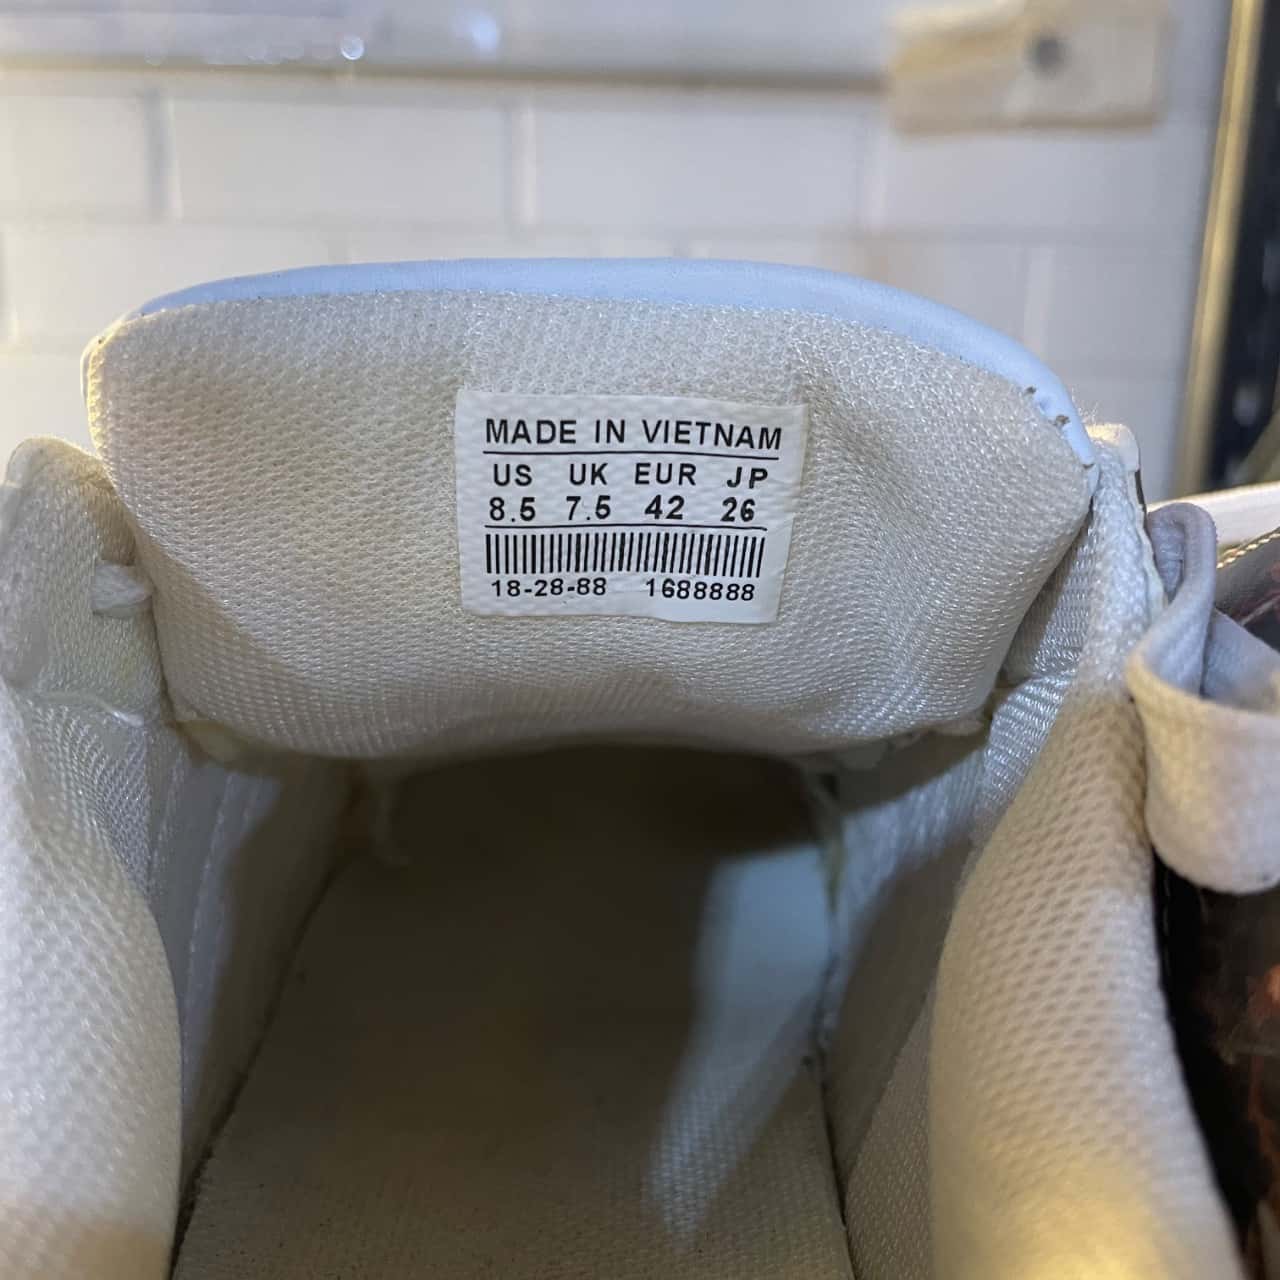 MADE IN VIETNAM
US UK EUR JP
8.5 7.5 42 26
18-28-88 1688888